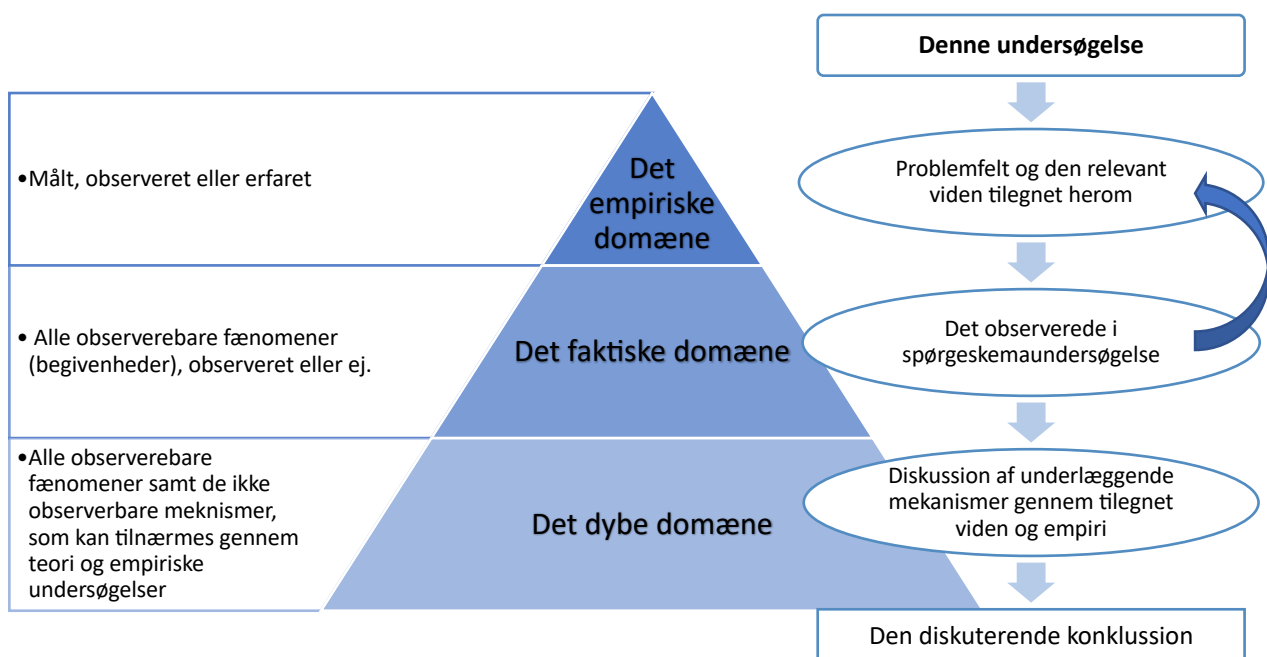 Denne undersøgelse
•Målt, observeret eller erfaret
Det
empiriske
domæne
Problemfelt og den relevant
viden tilegnet herom
• Alle observerebare fænomener
(begivenheder), observeret eller ej.
Det faktiske domæne
Det observerede i
spørgeskemaundersøgelse
•Alle observerebare
fænomener samt de ikke
observerbare meknismer,
som kan tilnærmes gennem
teori og empiriske
undersøgelser
Det dybe domæne
Diskussion af underlæggende
mekanismer gennem tilegnet
viden og empiri
Den diskuterende konklussion